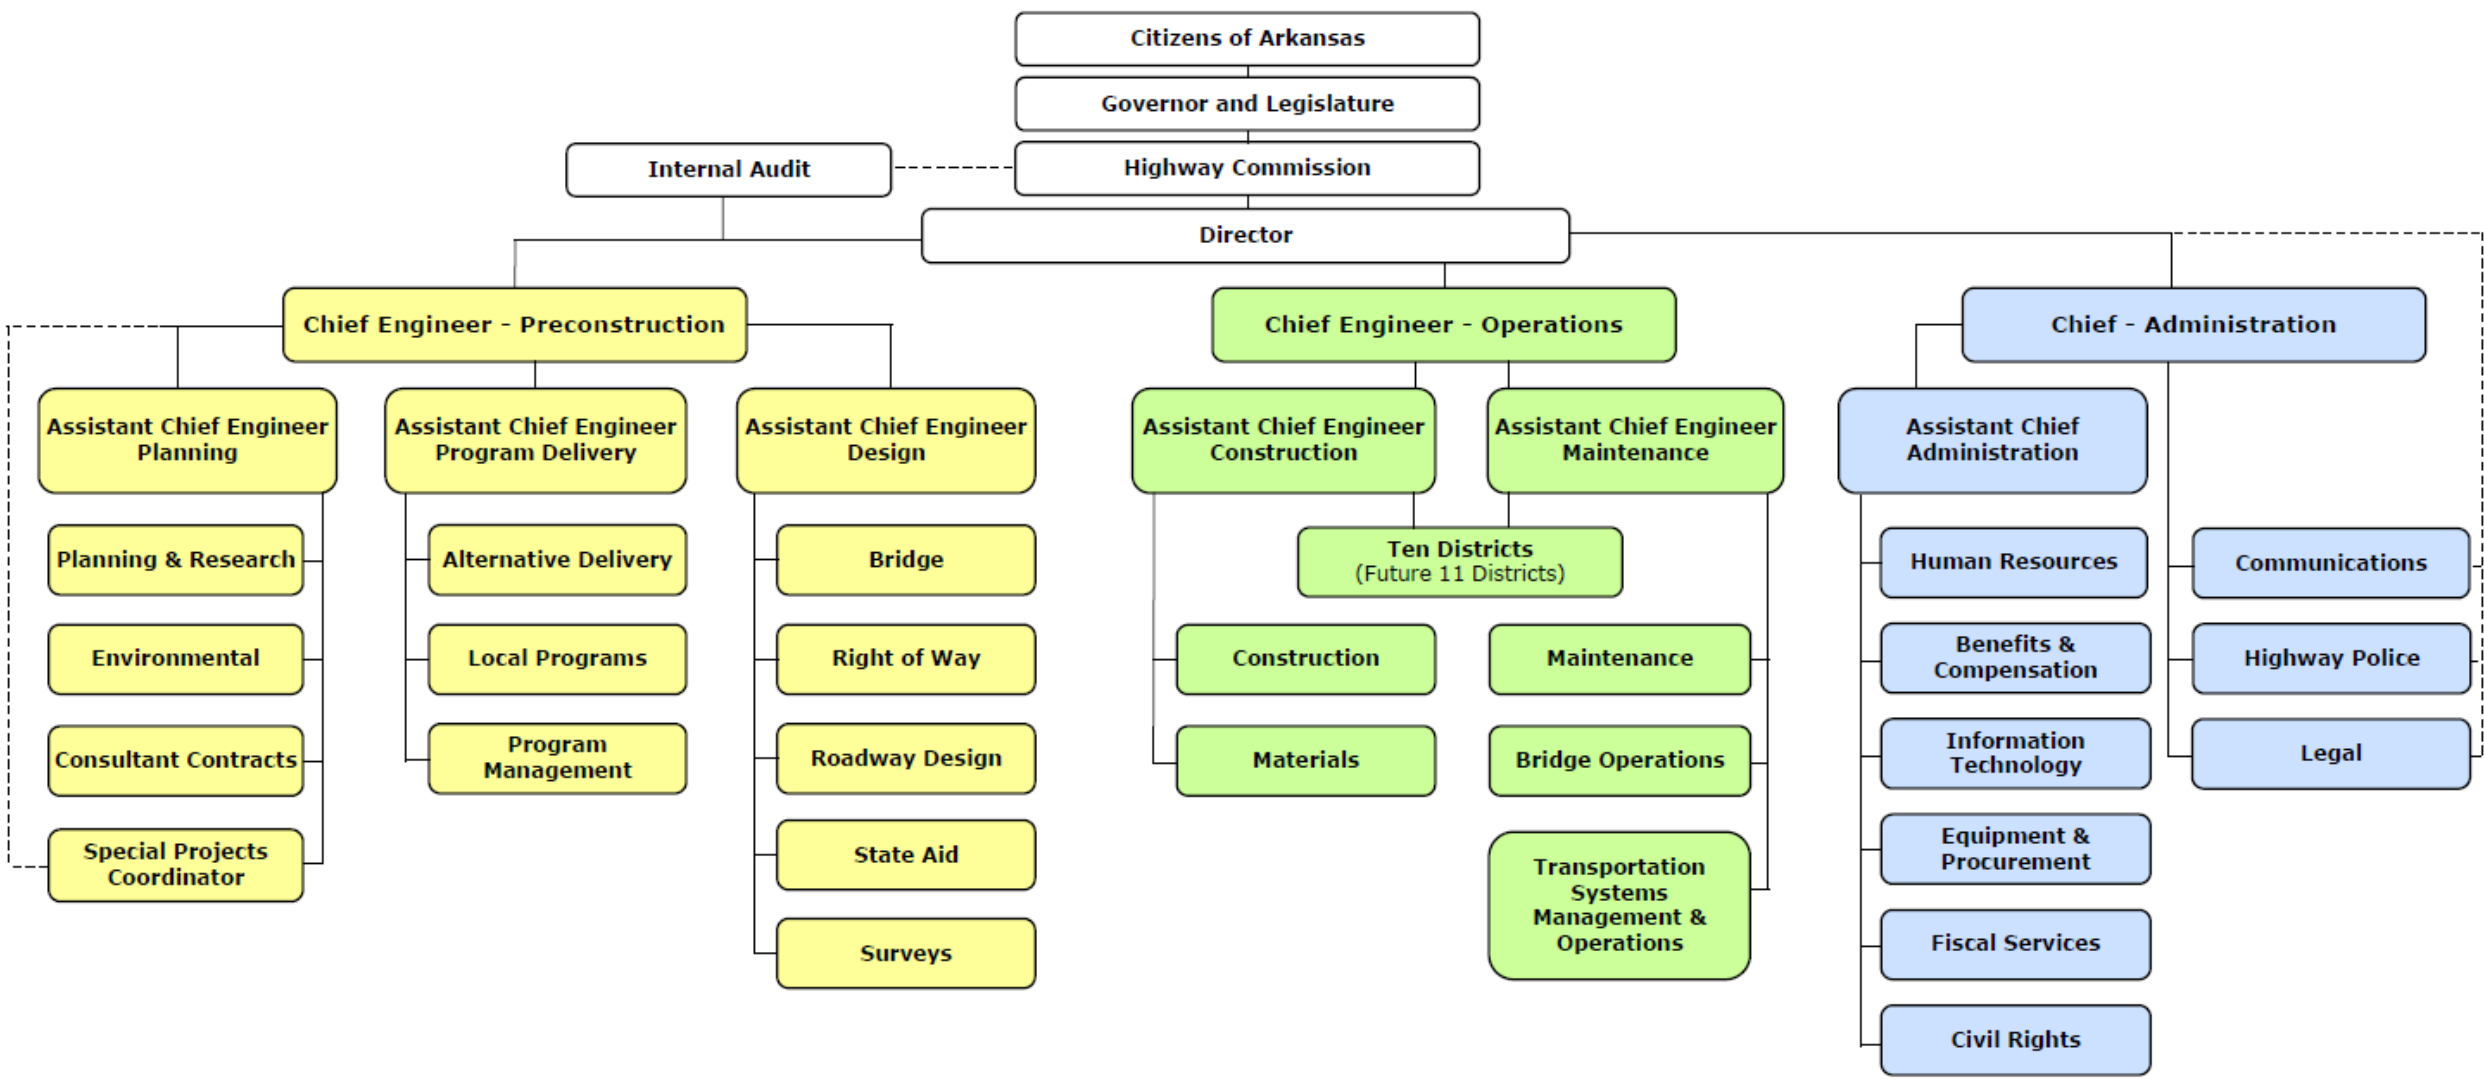 Citizens of Arkansas
Governor and Legislature
Internal Audit
Highway Commission
Director
Chief Engineer - Preconstruction
Chief Engineer - Operations
Chief - Administration
Assistant Chief Engineer
Planning
Assistant Chief Engineer
Program Delivery
Assistant Chief Engineer
Design
Assistant Chief Engineer
Construction
Assistant Chief Engineer
Maintenance
Assistant Chief
Administration
Planning & Research
Environmental
Consultant Contracts
Special Projects
Coordinator
Alternative Delivery
Local Programs
Program
Management
Bridge
Right of Way
Roadway Design
State Aid
Surveys
Ten Districts
(Future 11 Districts)
Construction
Materials
Maintenance
Bridge Operations
Transportation
Systems
Management &
Operations
Human Resources
Benefits &
Compensation
Information
Technology
Equipment &
Procurement
Fiscal Services
Civil Rights
Communications
Highway Police
Legal